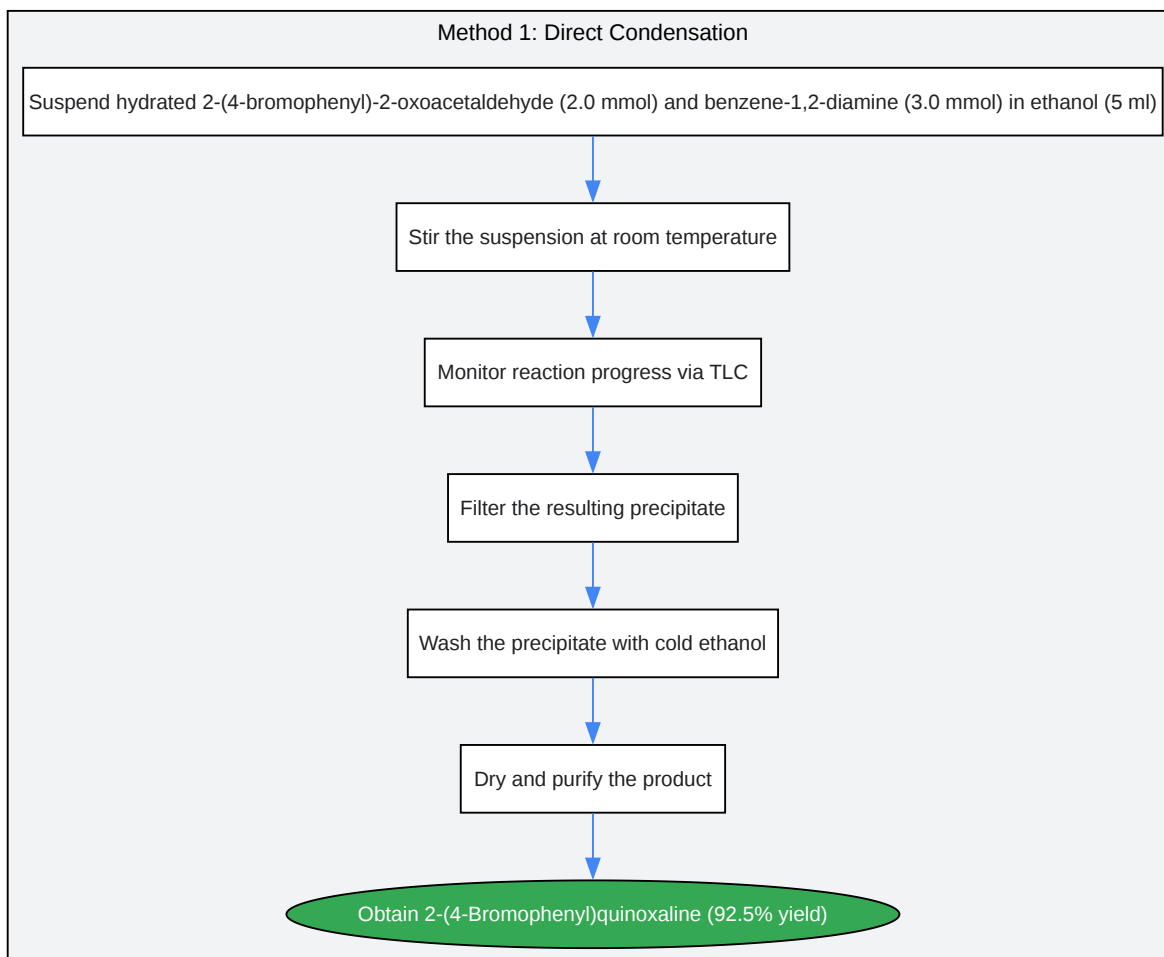 Method 1: Direct Condensation
Suspend hydrated 2-(4-bromophenyl)-2-oxoacetaldehyde (2.0 mmol) and benzene-1,2-diamine (3.0 mmol) in ethanol (5 ml)
Stir the suspension at room temperature
Monitor reaction progress via TLC
Filter the resulting precipitate
Wash the precipitate with cold ethanol
Dry and purify the product
Obtain 2-(4-Bromophenyl)quinoxaline (92.5% yield)